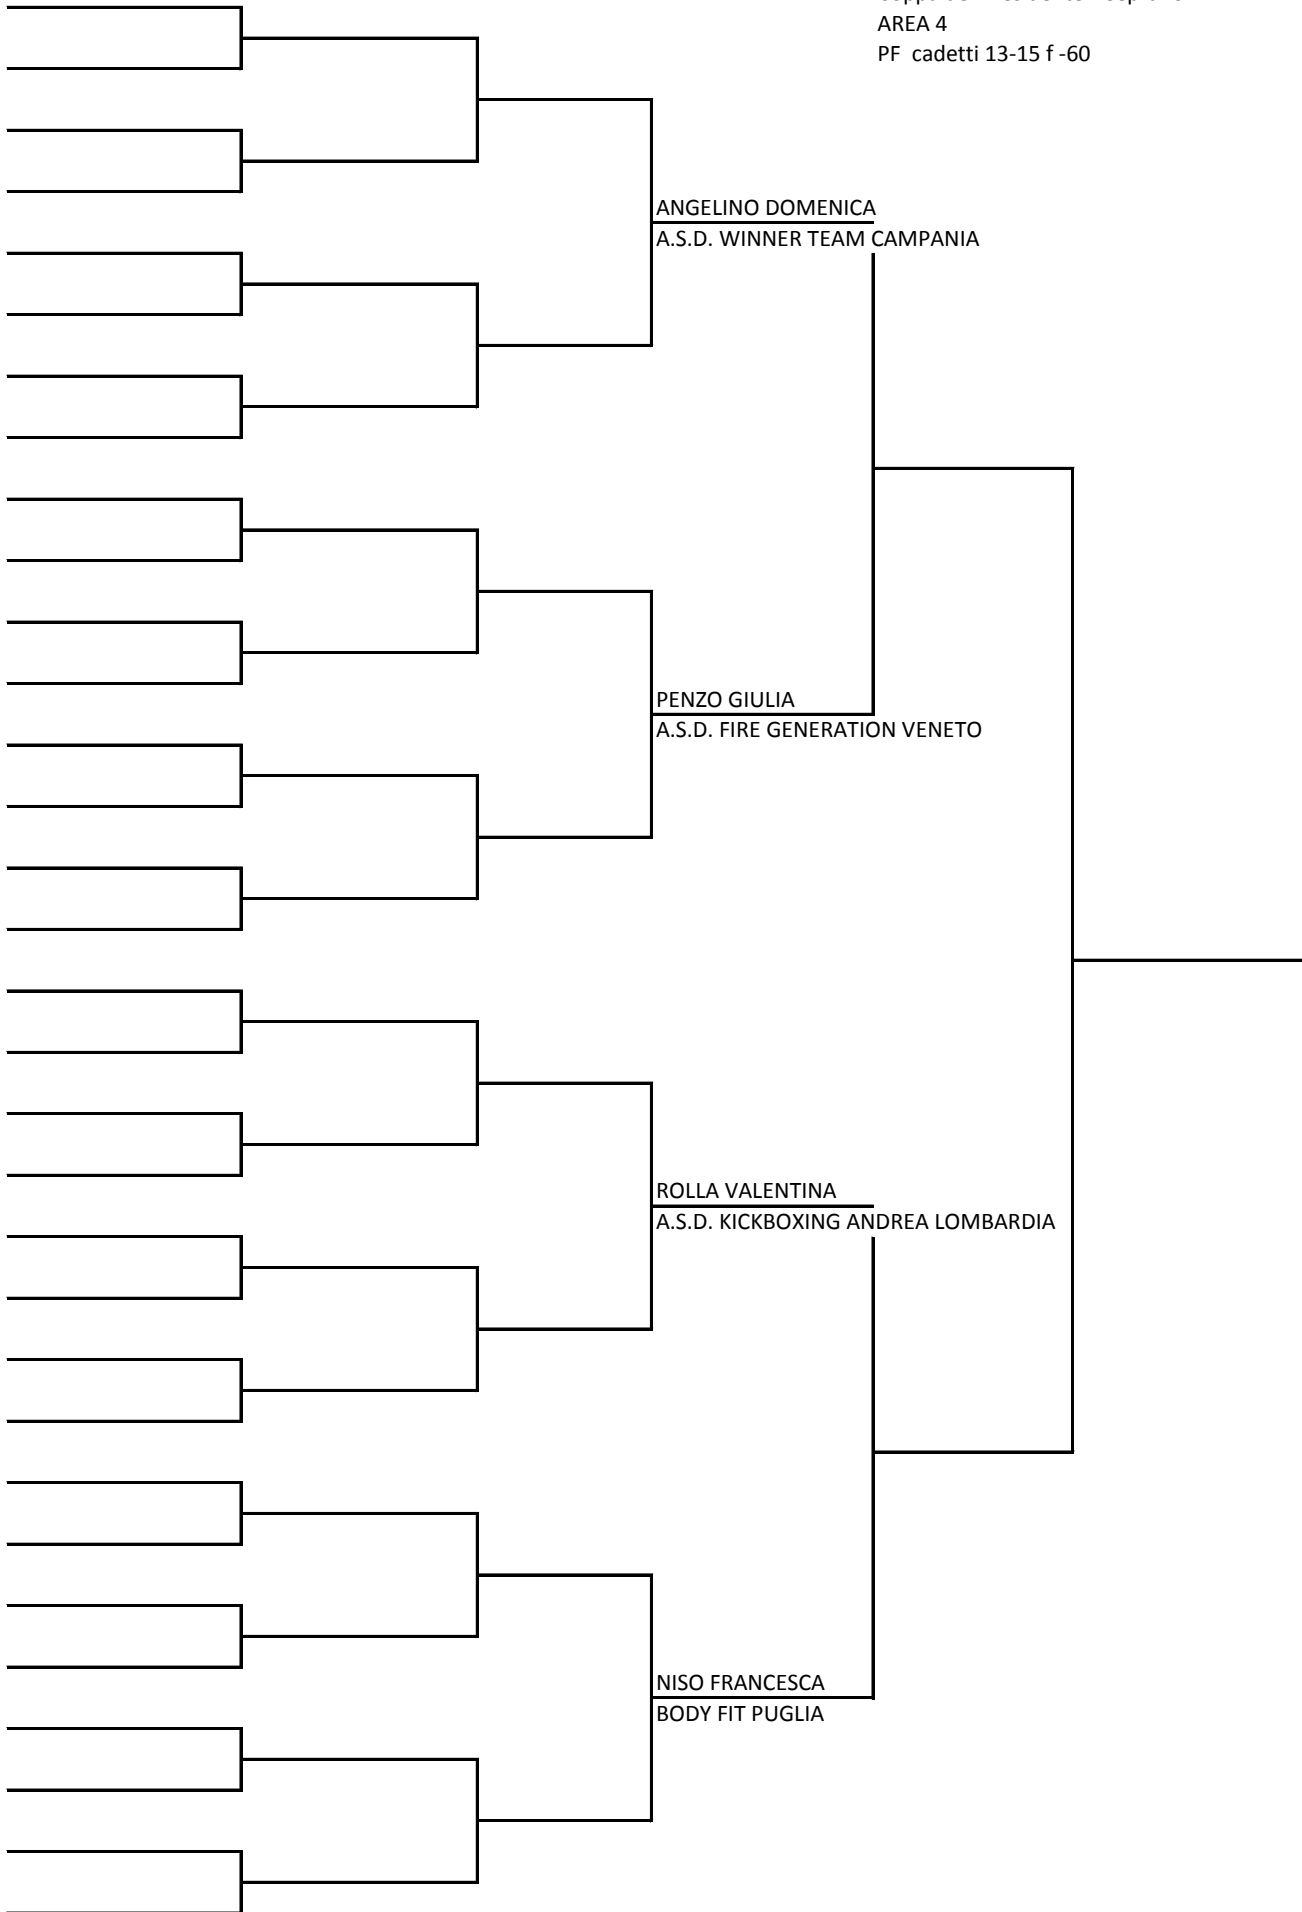 AREA 4
PF cadetti 13-15 f -60
ANGELINO DOMENICA
A.S.D. WINNER TEAM CAMPANIA
PENZO GIULIA
A.S.D. FIRE GENERATION VENETO
ROLLA VALENTINA
A.S.D. KICKBOXING ANDREA LOMBARDIA
NISO FRANCESCA
BODY FIT PUGLIA